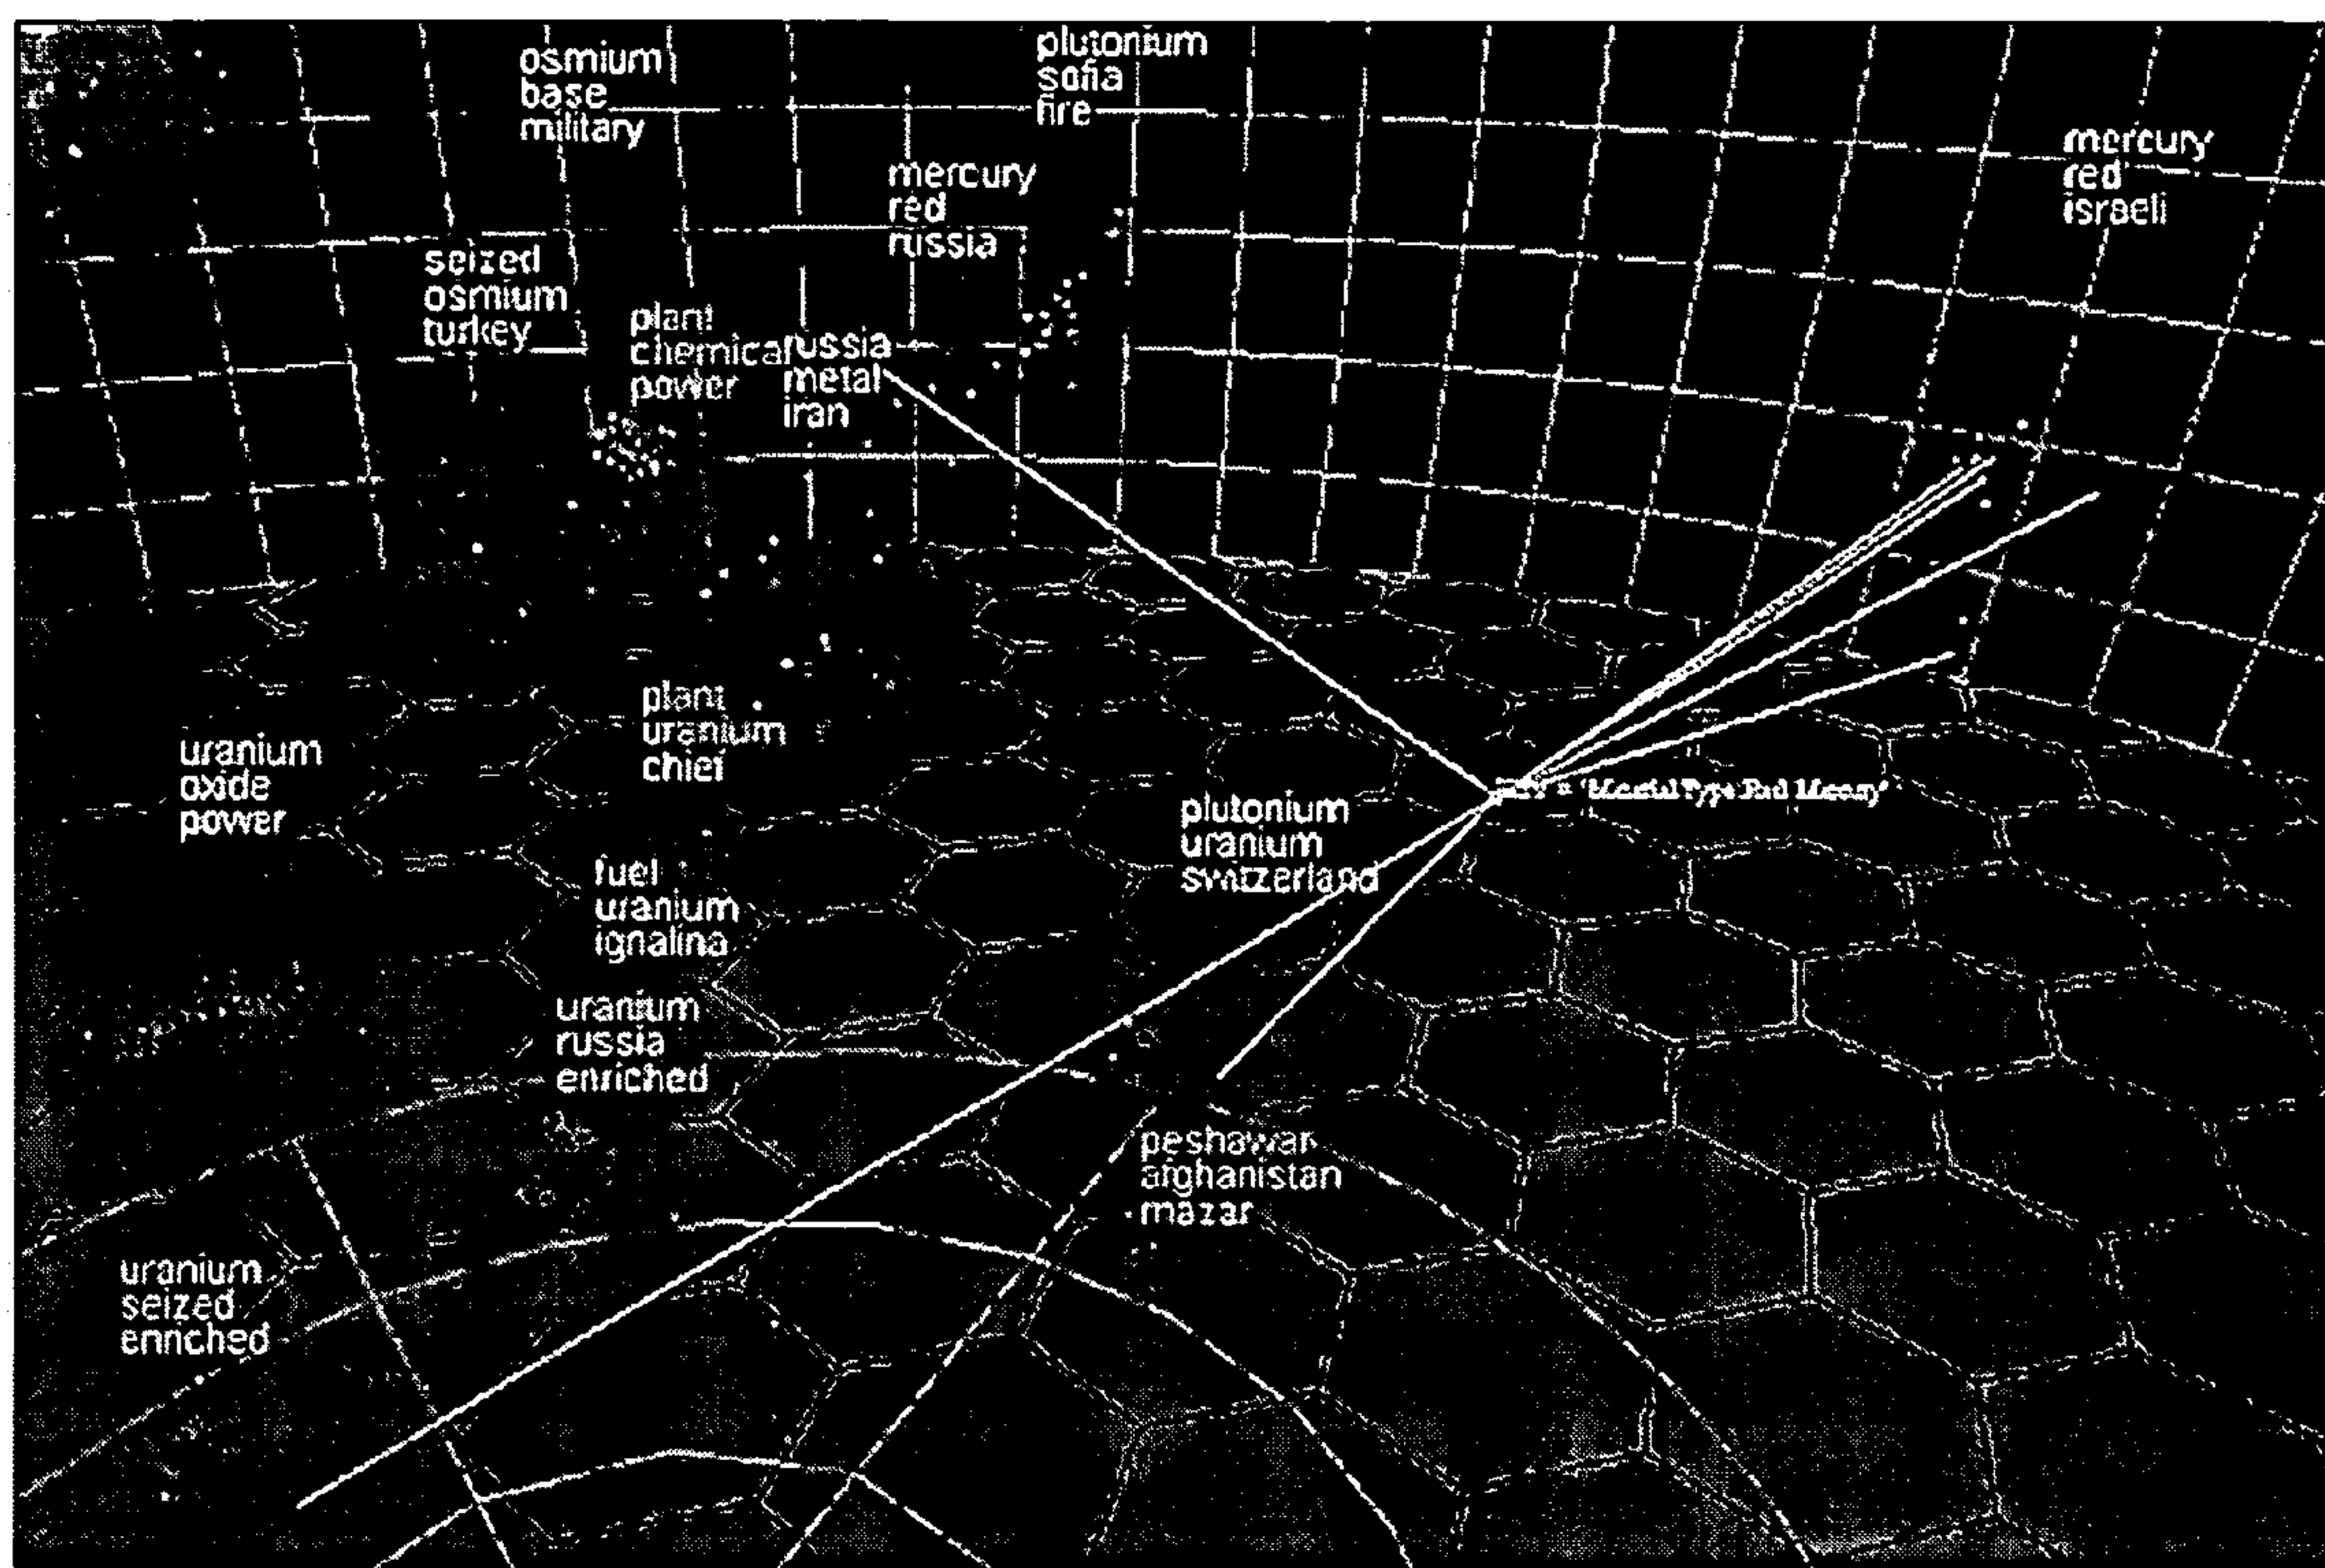 osmium
base
military
plutonium
sofia
fire
mercury
red
israeli
mercury
red
russia
seized
osmium
turkey
plant
chemical
power
russia
metal
iran
plant
uranium
chief
uranium
oxide
power
plutonium
uranium
switzerland
Type Red
fuel
uranium
ignalina
uranium
russia
enriched
peshawar
afghanistan
mazar
uranium
seized
enriched